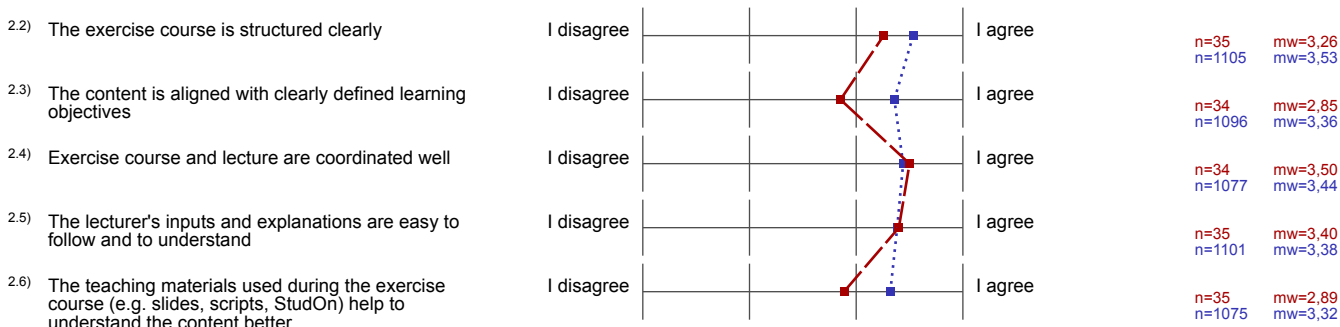 2.2) The exercise course is structured clearly I disagree I agree
n=35 mw=3,26
n=1105 mw=3,53
2.3) The content is aligned with clearly defined learning
objectives
I disagree I agree
n=34 mw=2,85
n=1096 mw=3,36
2.4) Exercise course and lecture are coordinated well I disagree I agree
n=34 mw=3,50
n=1077 mw=3,44
2.5) The lecturer's inputs and explanations are easy to
follow and to understand
I disagree I agree
n=35 mw=3,40
n=1101 mw=3,38
2.6) The teaching materials used during the exercise
course (e.g. slides, scripts, StudOn) help to
understand the content better
I disagree I agree
n=35 mw=2,89
n=1075 mw=3,32